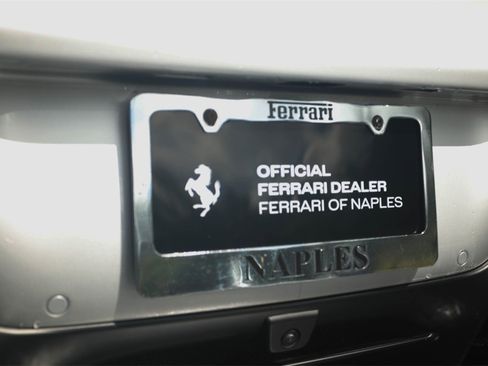 Ferrari
OFFICIAL
FERRARI DEALER
FERRARI OF NAPLES
NAPLES